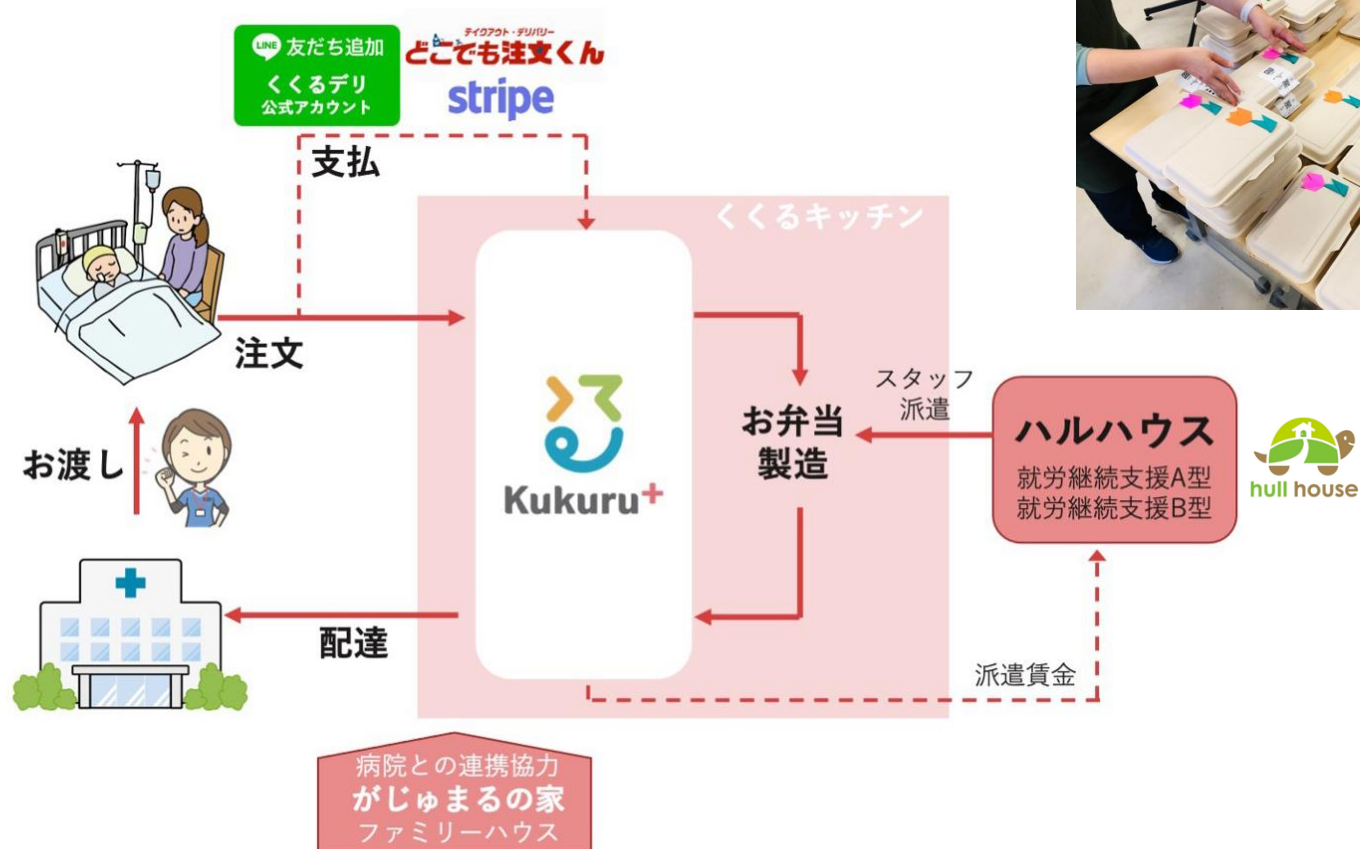 LINE 友だち追加
くくるデリ
公式アカウント
テイクアウト・デリバリー
どこでも注文くん
stripe
支払
くくるキッチン
注文
お渡し
配達
Kukuru+
お弁当
製造
スタッフ
派遣
ハルハウス
就労継続支援A型
就労継続支援B型
hull house
派遣賃金
病院との連携協力
がじゅまるの家
ファミリーハウス